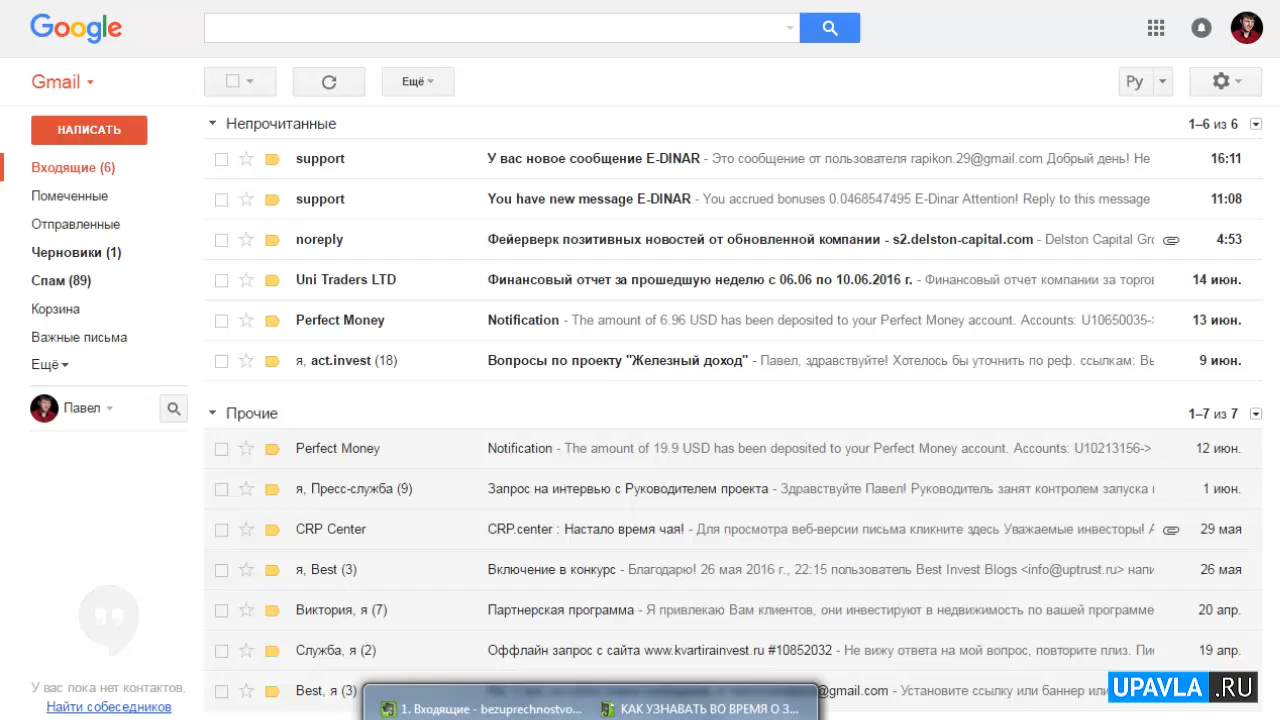 Google
Gmail
Ещё
Ру
НАПИСАТЬ
Входящие (6)
Помеченные
Отправленные
Черновики (1)
Спам (89)
Корзина
Важные письма
Ещё
Павел
У вас пока нет контактов.
Найти собеседников
Непрочитанные 1–6 из 6
support У вас новое сообщение E-DINAR - Это сообщение от пользователя rapikon.29@gmail.com Добрый день! Не 16:11
support You have new message E-DINAR - You accrued bonuses 0.0468547495 E-Dinar Attention! Reply to this message 11:08
noreply Фейерверк позитивных новостей от обновленной компании - s2.delston-capital.com - Delston Capital Gro 4:53
Uni Traders LTD Финансовый отчет за прошедшую неделю с 06.06 по 10.06.2016 г. - Финансовый отчет компании за торгов 14 июн.
Perfect Money Notification - The amount of 6.96 USD has been deposited to your Perfect Money account. Accounts: U10650035-> 13 июн.
я, act.invest (18) Вопросы по проекту "Железный доход" - Павел, здравствуйте! Хотелось бы уточнить по реф. ссылкам: Вы 9 июн.
Прочие 1–7 из 7
Perfect Money Notification - The amount of 19.9 USD has been deposited to your Perfect Money account. Accounts: U10213156-> 12 июн.
я, Пресс-служба (9) Запрос на интервью с Руководителем проекта - Здравствуйте Павел! Руководитель занят контролем запуска 1 июн.
CRP Center CRP.center : Настало время чая! - Для просмотра веб-версии письма кликните здесь Уважаемые инвесторы! 29 мая
я, Best (3) Включение в конкурс - Благодарю! 26 мая 2016 г., 22:15 пользователь Best Invest Blogs <info@uptrust.ru> напи 26 мая
Виктория, я (7) Партнерская программа - Я привлекаю Вам клиентов, они инвестируют в недвижимость по вашей программе 20 апр.
Служба, я (2) Оффлайн запрос с сайта www.kvartirainvest.ru #10852032 - Не вижу ответа на мой вопрос, повторите плиз. Пис 19 апр.
Best, я (3) @gmail.com - Установите ссылку или баннер или
1. Входящие - bezuprechnostvo... КАК УЗНАВАТЬ ВО ВРЕМЯ О З...
UPAVLA.RU